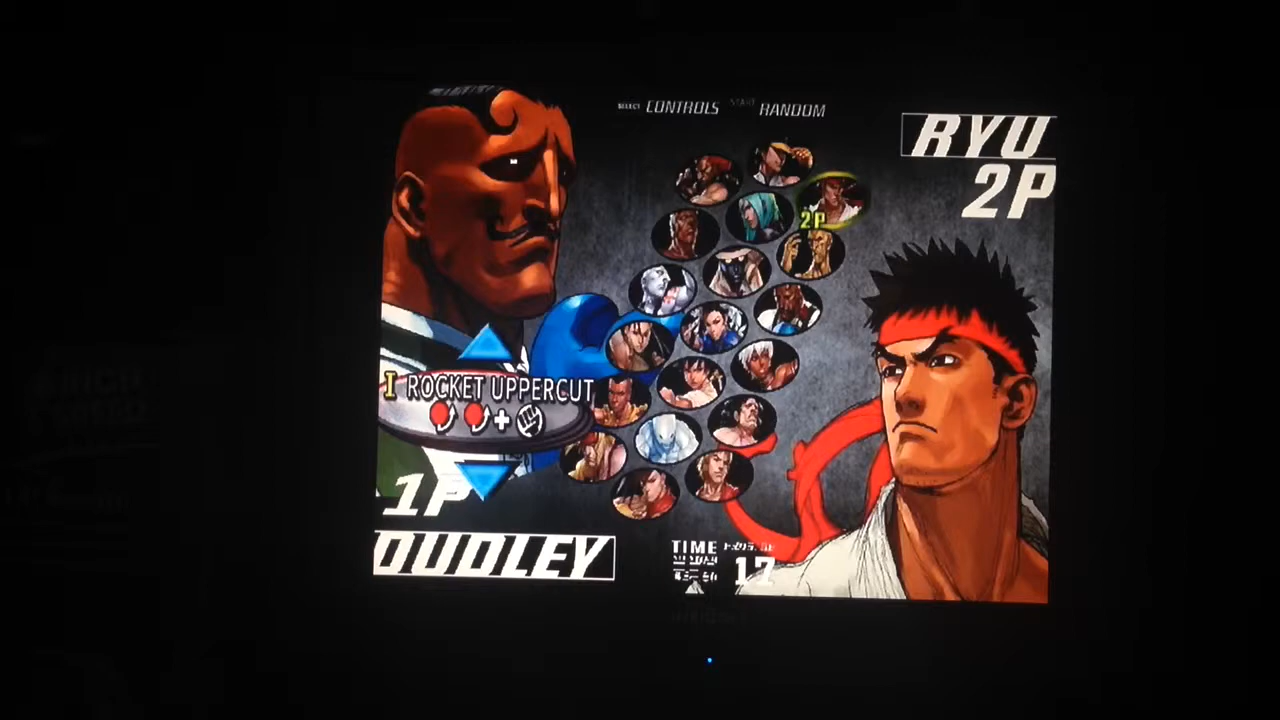 SELECT CONTROLS START RANDOM
RYU
2P
2P
I ROCKET UPPERCUT
+
1P
DUDLEY
TIME
17